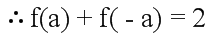 ∴ f(a) + f( - a) = 2